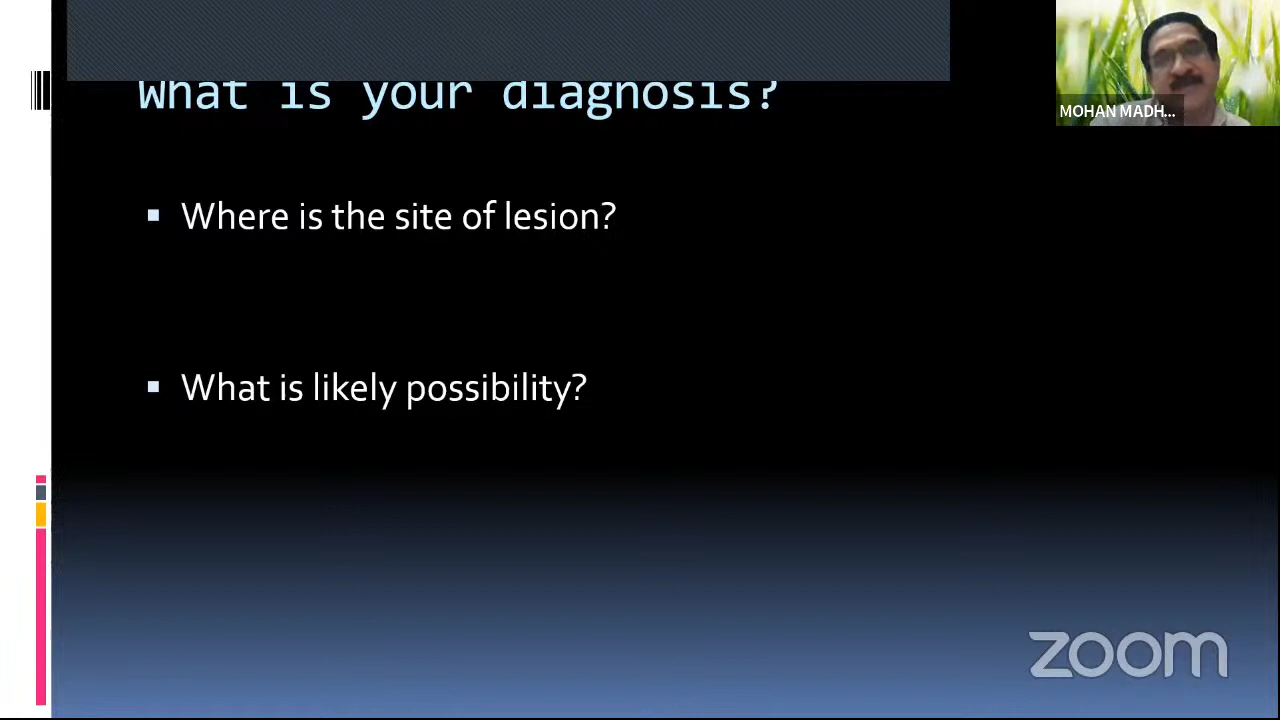 What is your diagnosis?
MOHAN MADH...
▪ Where is the site of lesion?
▪ What is likely possibility?
zoom